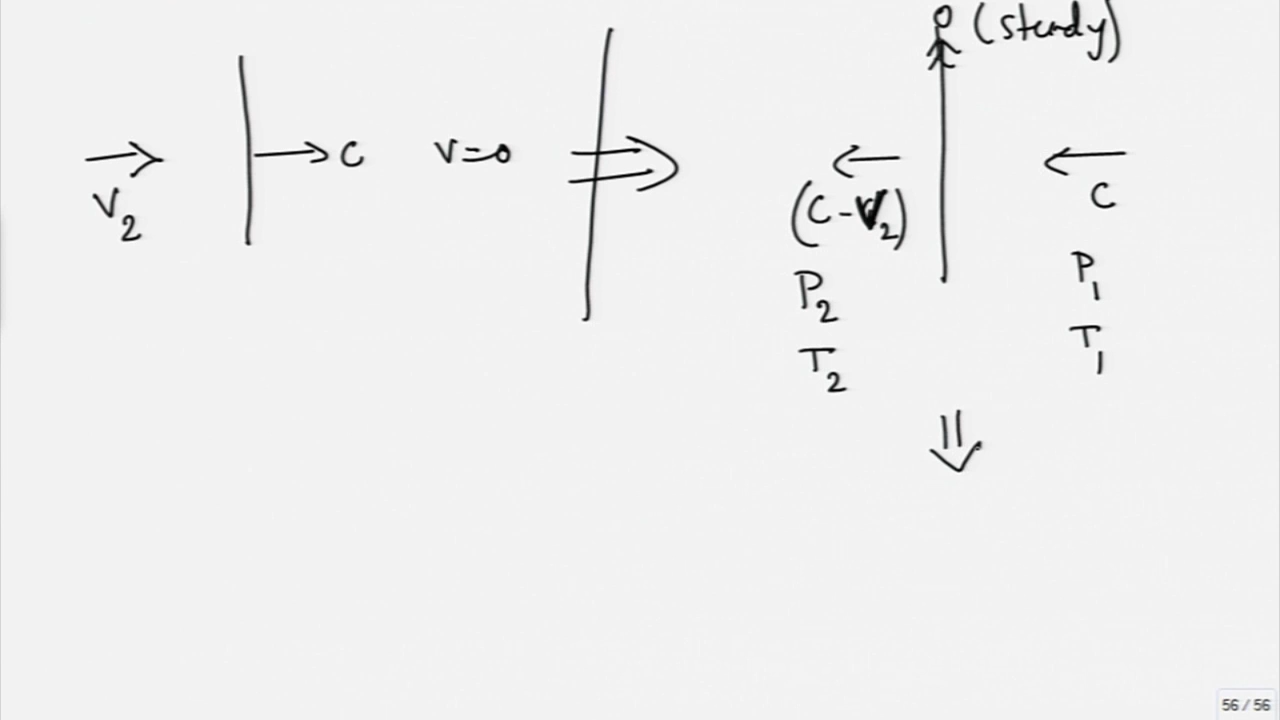 (steady)
V₂ → C V=0
(C-V₂) C
P₂ P₁
T₂ T₁
56 / 56